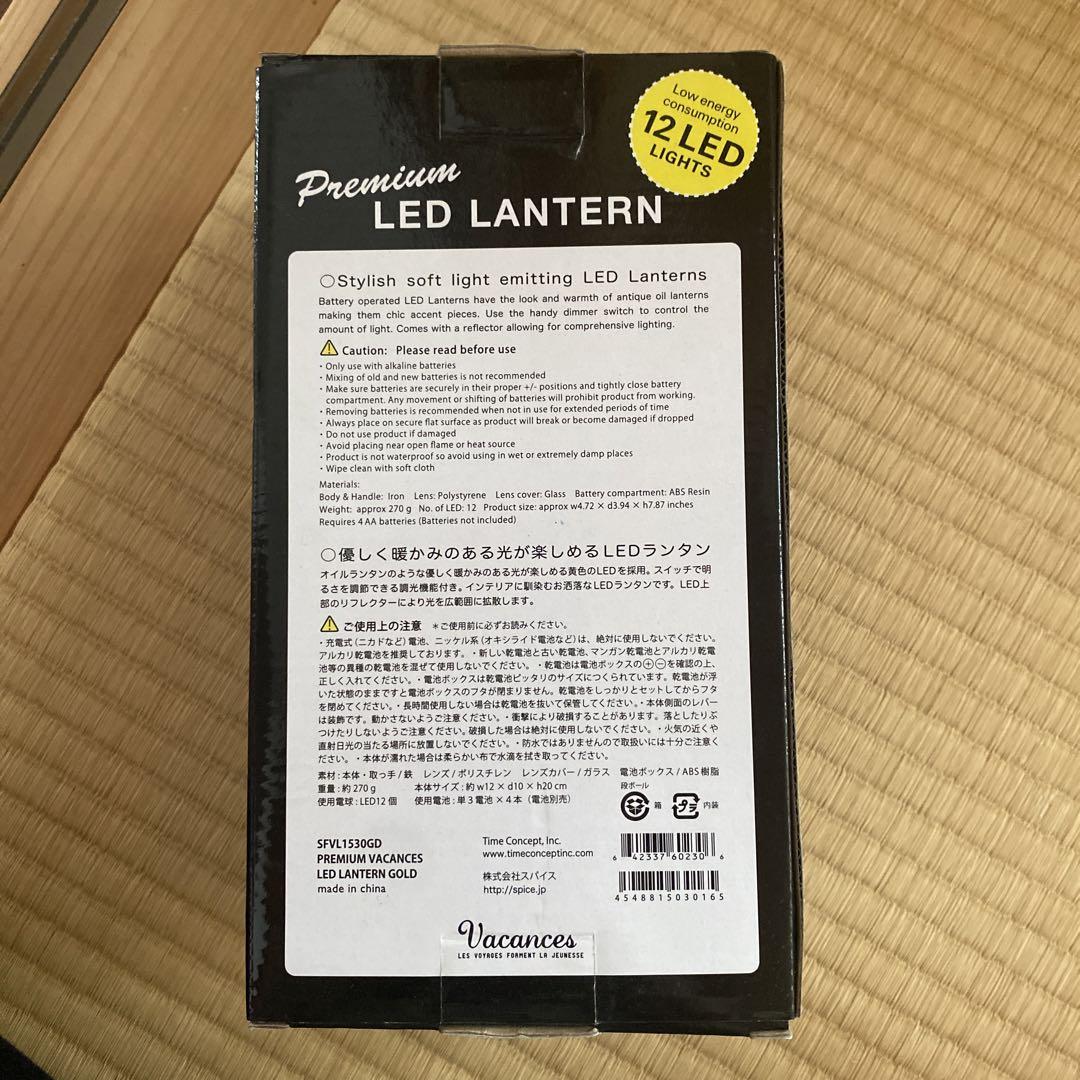 Low energy
consumption
12 LED
LIGHTS
Premium
LED LANTERN
○Stylish soft light emitting LED Lanterns
Battery operated LED Lanterns have the look and warmth of antique oil lanterns
making them chic accent pieces. Use the handy dimmer switch to control the
amount of light. Comes with a reflector allowing for comprehensive lighting.
Caution: Please read before use
・Only use with alkaline batteries
・Mixing of old and new batteries is not recommended
・Make sure batteries are securely in their proper +/- positions and tightly close battery
compartment. Any movement or shifting of batteries will prohibit product from working.
・Removing batteries is recommended when not in use for extended periods of time
・Always place on secure flat surface as product will break or become damaged if dropped
・Do not use product if damaged
・Avoid placing near open flame or heat source
・Product is not waterproof so avoid using in wet or extremely damp places
・Wipe clean with soft cloth
Materials:
Body & Handle: Iron Lens: Polystyrene Lens cover: Glass Battery compartment: ABS Resin
Weight: approx 270 g No. of LED: 12 Product size: approx w4.72 × d3.94 × h7.87 inches
Requires 4 AA batteries (Batteries not included)
○優しく暖かみのある光が楽しめるLEDランタン
オイルランタンのような優しく暖かみのある光が楽しめる黄色のLEDを採用。スイッチで明
るさを調節できる調光機能付き。インテリアに馴染むお洒落なLEDランタンです。LED上
部のリフレクターにより光を広範囲に拡散します。
ご使用上の注意 ＊ご使用前に必ずお読みください。
・充電式（ニカドなど）電池、ニッケル系（オキシライド電池など）は、絶対に使用しないでください。
アルカリ乾電池を推奨しております。・新しい乾電池と古い乾電池、マンガン乾電池とアルカリ乾電
池等の異種の乾電池を混ぜて使用しないでください。・乾電池は電池ボックスの⊕⊖を確認の上、
正しく入れてください。・電池ボックスは乾電池ピッタリのサイズにつくられています。乾電池が浮
いた状態のままですと電池ボックスのフタが閉まりません。乾電池をしっかりとセットしてからフタ
を閉めてください。・長時間使用しない場合は乾電池を抜いて保管してください。・本体側面のレバー
は装飾です。動かさないようご注意ください。・衝撃により破損することがあります。落としたりぶ
つけたりしないようご注意ください。破損した場合は絶対に使用しないでください。・火気の近くや
直射日光の当たる場所に放置しないでください。・防水ではありませんので取扱いには十分ご注意く
ださい。・本体が濡れた場合は柔らかい布で水滴を拭き取ってください。
素材：本体・取っ手／鉄 レンズ／ポリスチレン レンズカバー／ガラス 電池ボックス／ABS樹脂
重量：約270g 本体サイズ：約 w12 × d10 × h20 cm
使用電球：LED12個 使用電池：単３電池×４本（電池別売）
段ボール
箱 プラ 内装
SFVL1530GD
PREMIUM VACANCES
LED LANTERN GOLD
made in china
Time Concept, Inc.
www.timeconceptinc.com
株式会社スパイス
http://spice.jp
6 42337 60230 6
4548815030165
Vacances
LES VOYAGES FORMENT LA JEUNESSE